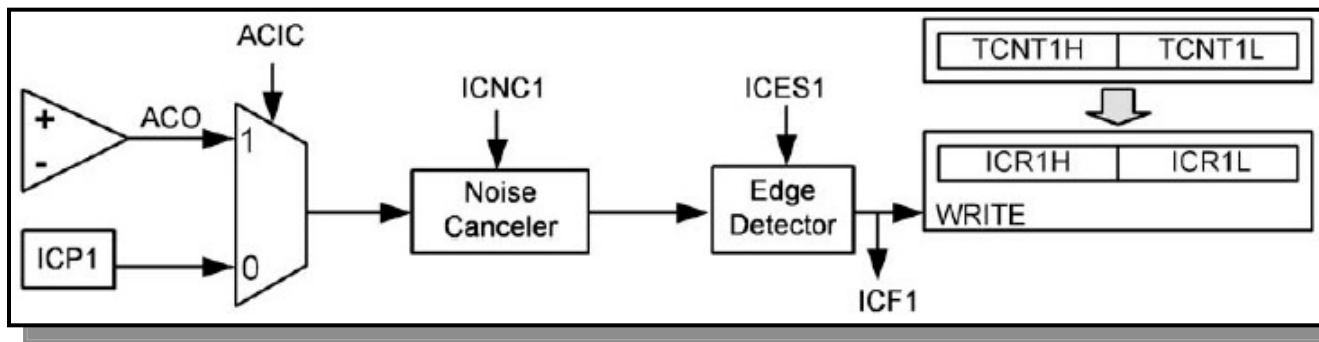 ACIC
TCNT1H TCNT1L
ICNC1
ICES1
+
ACO
1
-
ICR1H ICR1L
Noise
Canceler
Edge
Detector
WRITE
ICP1
0
ICF1